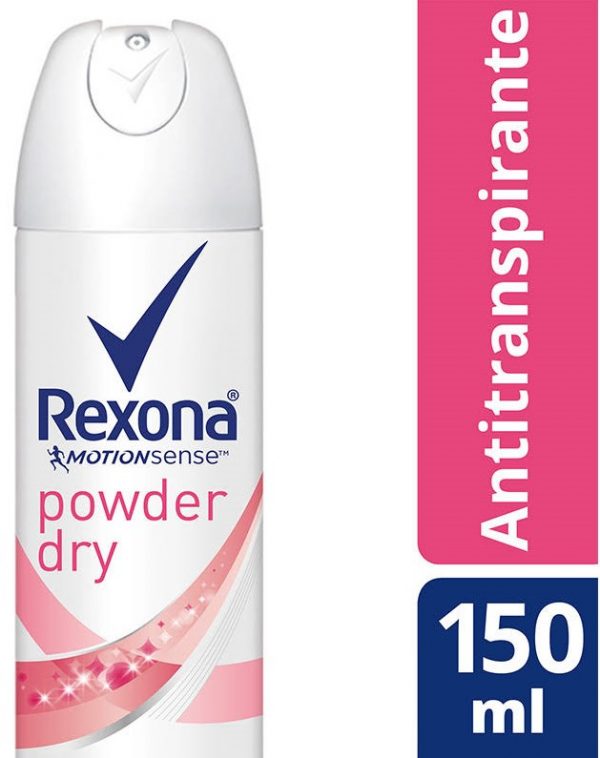 Rexona®
MOTIONsense™
powder
dry
Antitranspirante
150
ml